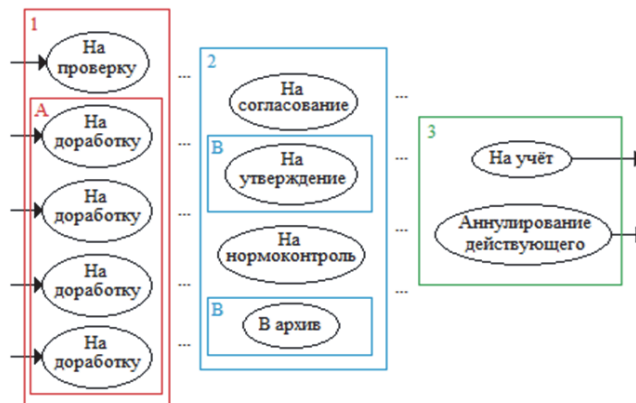 1
На
проверку
А
На
доработку
На
доработку
На
доработку
На
доработку
...
...
...
...
...
2
На
согласование
В
На
утверждение
На
нормоконтроль
В
В архив
...
...
...
...
3
На учёт
Аннулирование
действующего